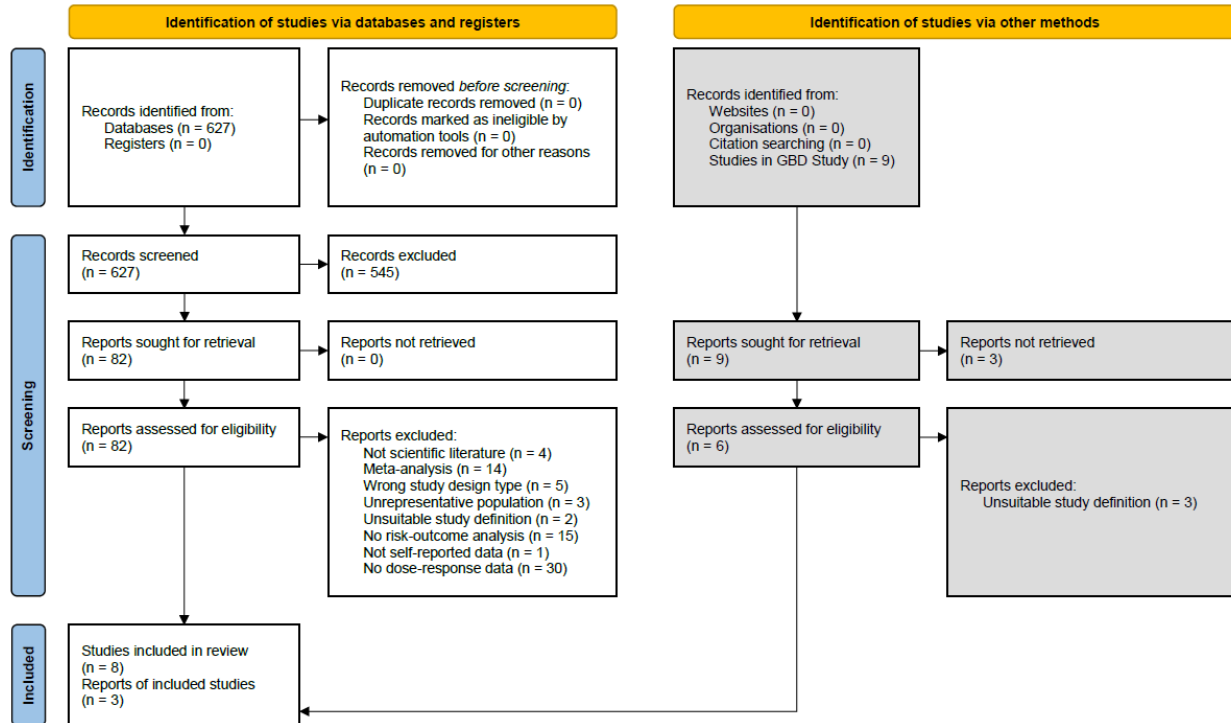 Identification of studies via databases and registers
Identification of studies via other methods
Identification
Records identified from:
Databases (n = 627)
Registers (n = 0)
Records removed before screening:
Duplicate records removed (n = 0)
Records marked as ineligible by
automation tools (n = 0)
Records removed for other reasons
(n = 0)
Records identified from:
Websites (n = 0)
Organisations (n = 0)
Citation searching (n = 0)
Studies in GBD Study (n = 9)
Screening
Records screened
(n = 627)
Records excluded
(n = 545)
Reports sought for retrieval
(n = 82)
Reports not retrieved
(n = 0)
Reports sought for retrieval
(n = 9)
Reports not retrieved
(n = 3)
Reports assessed for eligibility
(n = 82)
Reports excluded:
Not scientific literature (n = 4)
Meta-analysis (n = 14)
Wrong study design type (n = 5)
Unrepresentative population (n = 3)
Unsuitable study definition (n = 2)
No risk-outcome analysis (n = 15)
Not self-reported data (n = 1)
No dose-response data (n = 30)
Reports assessed for eligibility
(n = 6)
Reports excluded:
Unsuitable study definition (n = 3)
Included
Studies included in review
(n = 8)
Reports of included studies
(n = 3)